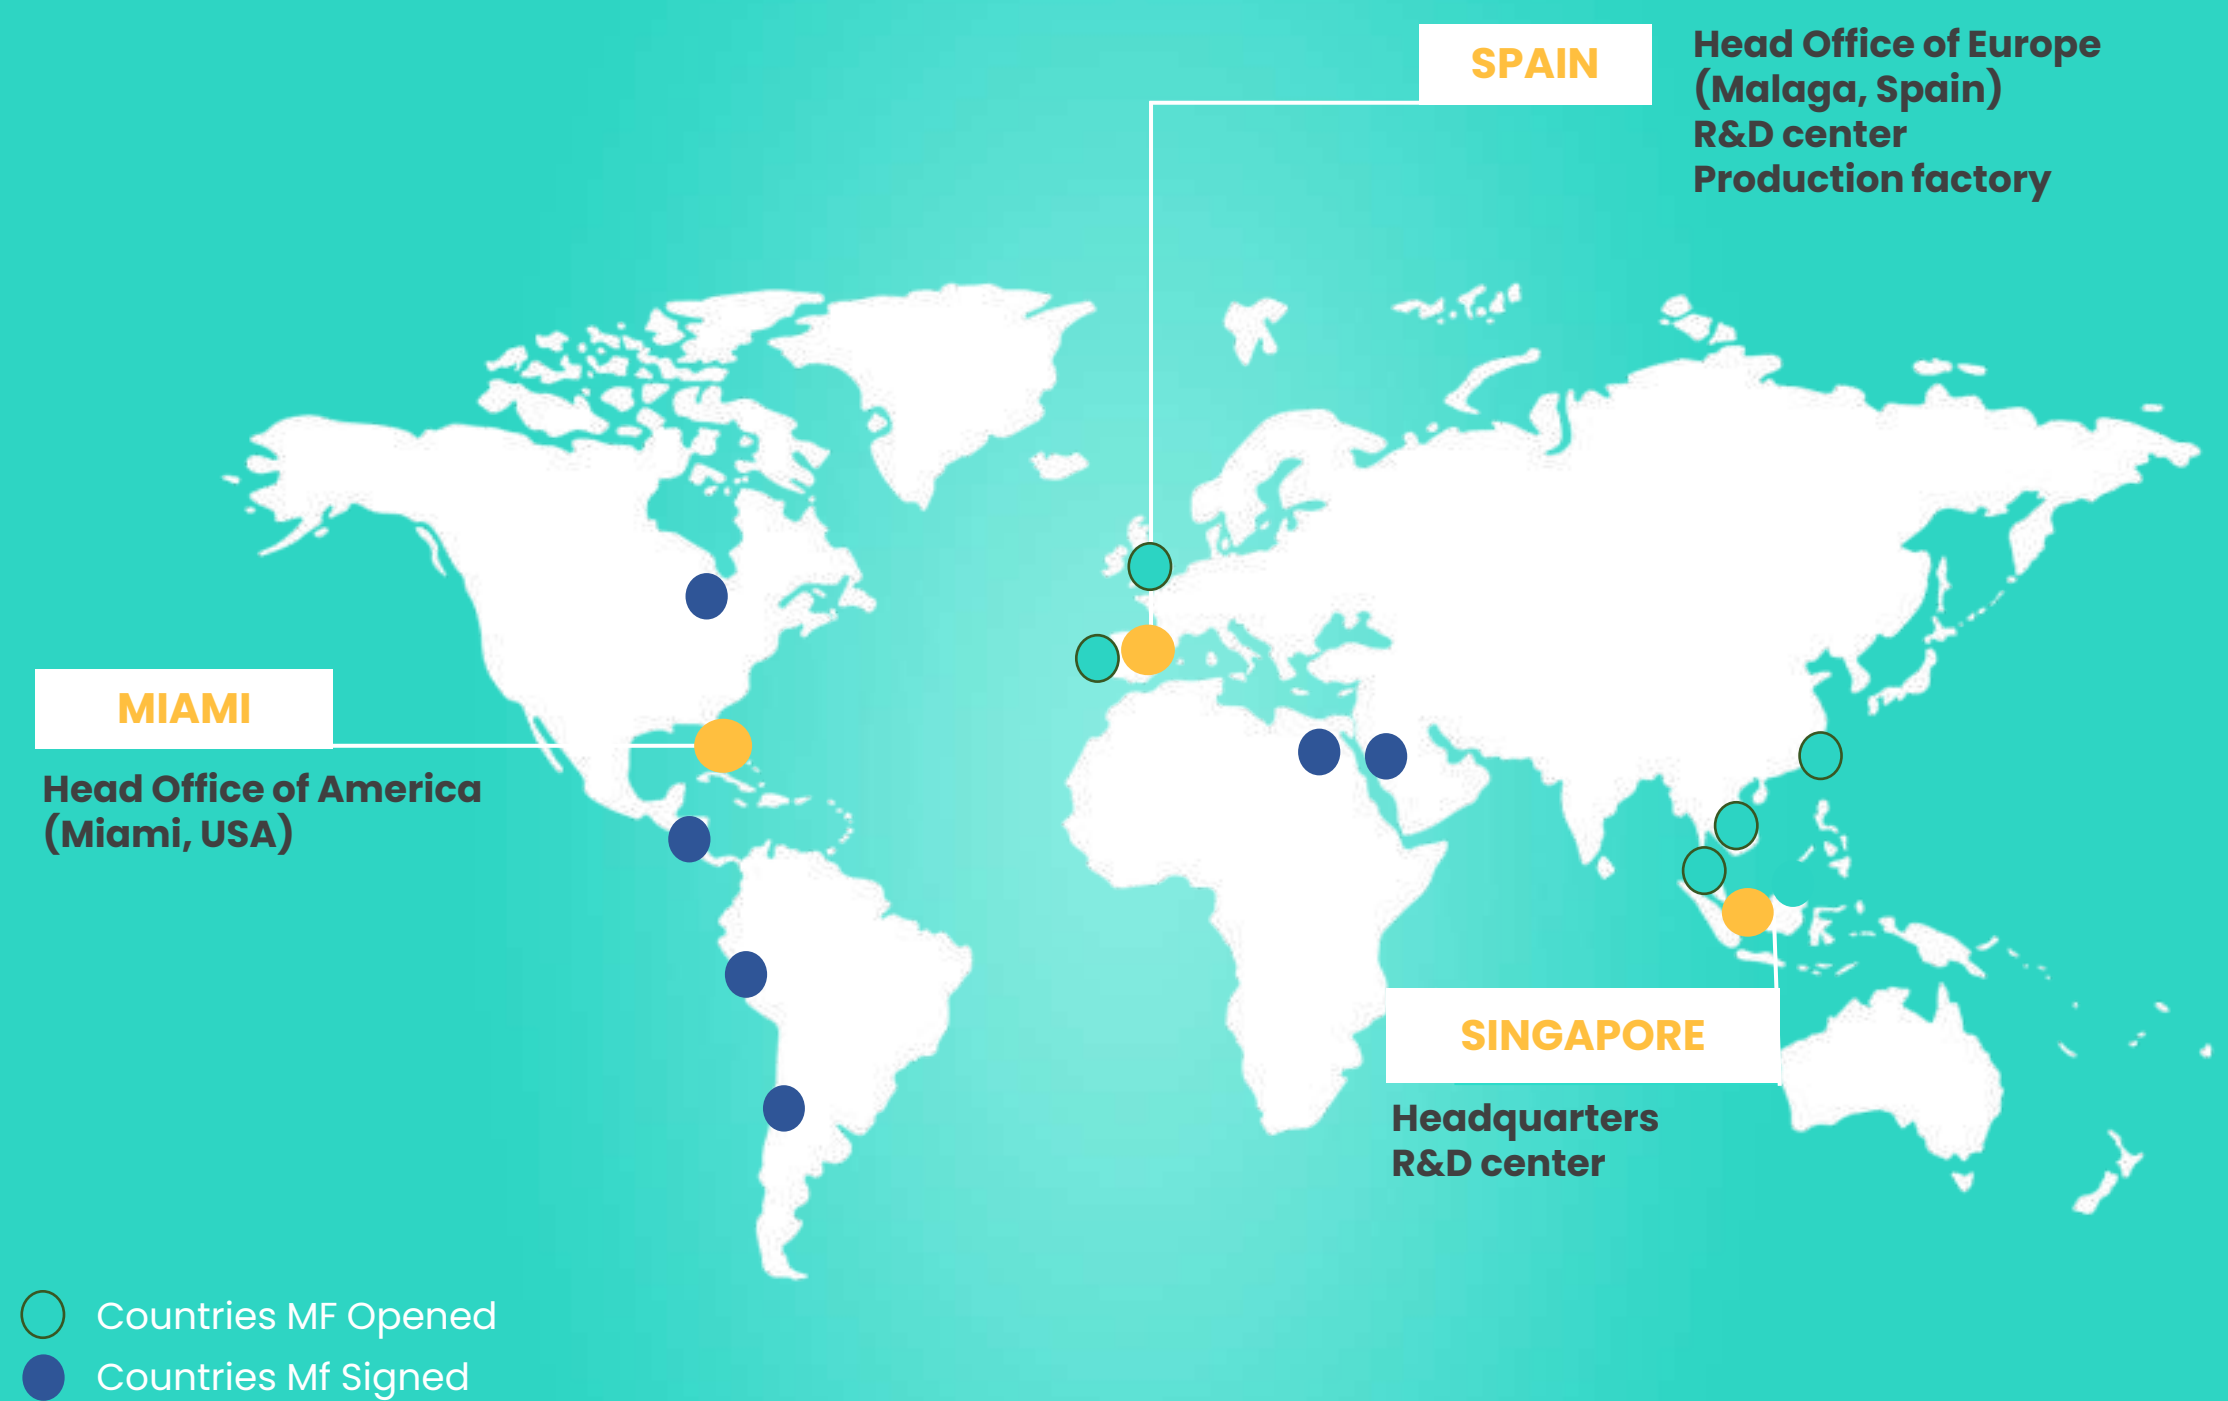 SPAIN
Head Office of Europe
(Malaga, Spain)
R&D center
Production factory
MIAMI
Head Office of America
(Miami, USA)
SINGAPORE
Headquarters
R&D center
Countries MF Opened
Countries Mf Signed